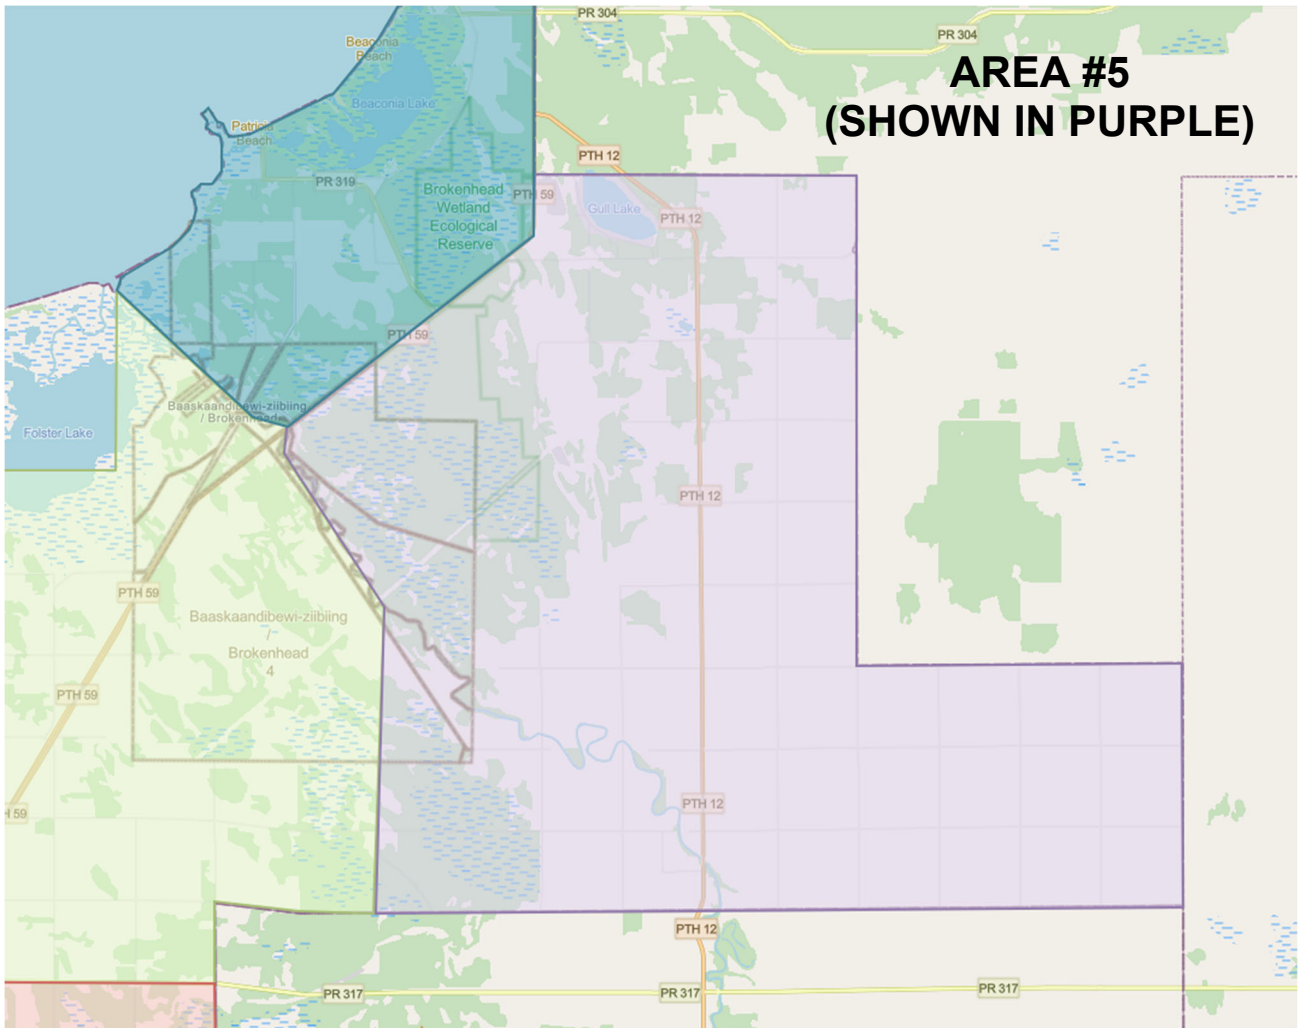 PR 304
PR 304
AREA #5
(SHOWN IN PURPLE)
Beaconia
Beach
Beaconia Lake
Patricia
Beach
PTH 12
PR 319
Brokenhead
Wetland
Ecological
Reserve
PTH 59
Gull Lake
PTH 12
PTH 59
Baaskaandibewi-ziibiing
/ Brokenhead
Folster Lake
PTH 12
PTH 59
Baaskaandibewi-ziibiing
/
Brokenhead
4
PTH 59
PTH 12
H 59
PTH 12
PR 317
PR 317
PR 317